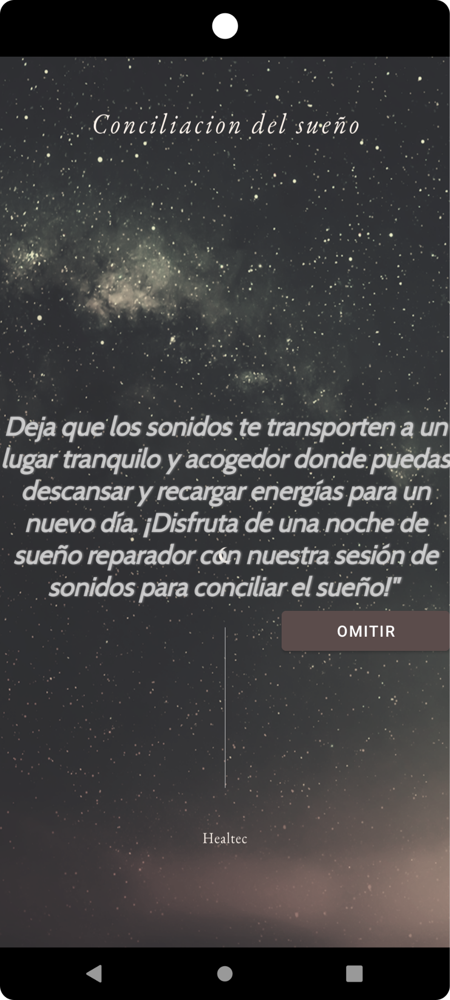 Conciliacion del sueño
Deja que los sonidos te transporten a un
lugar tranquilo y acogedor donde puedas
descansar y recargar energías para un
nuevo día. ¡Disfruta de una noche de
sueño reparador con nuestra sesión de
sonidos para conciliar el sueño!"
OMITIR
Healtec